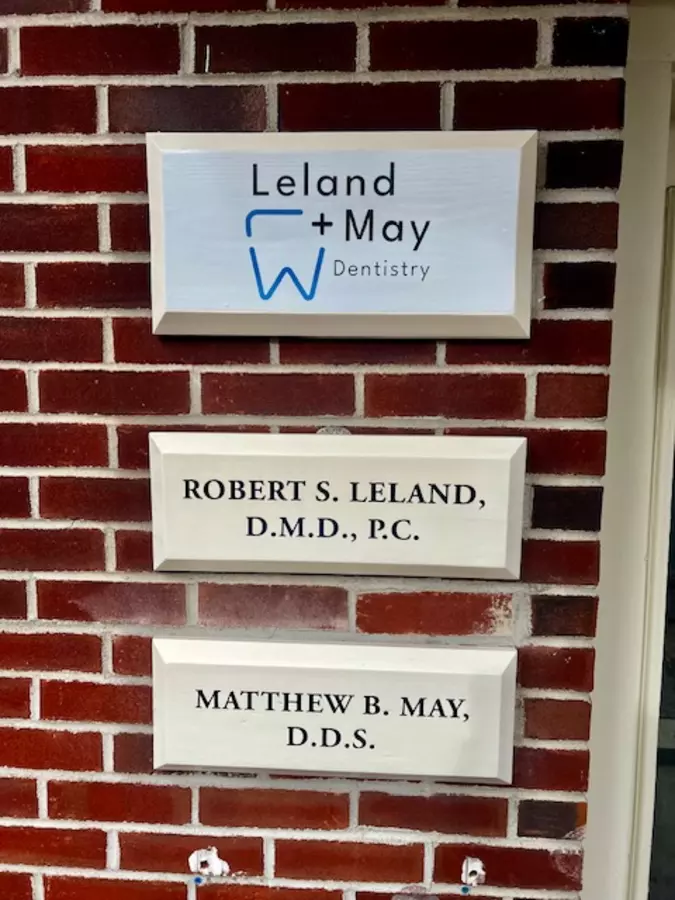 Leland
+ May
Dentistry
ROBERT S. LELAND,
D.M.D., P.C.
MATTHEW B. MAY,
D.D.S.